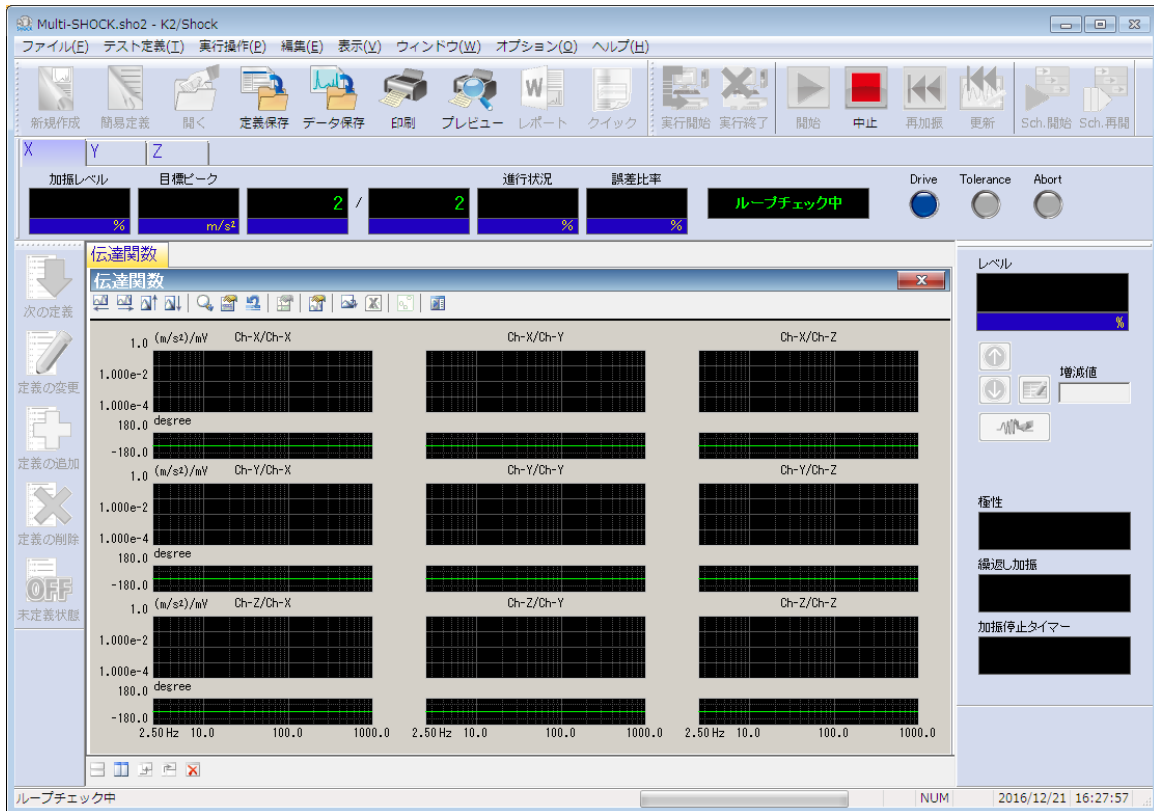 Multi-SHOCK.sho2 - K2/Shock
ファイル(F) テスト定義(T) 実行操作(P) 編集(E) 表示(V) ウィンドウ(W) オプション(O) ヘルプ(H)
新規作成 簡易定義 開く 定義保存 データ保存 印刷 プレビュー レポート クイック 実行開始 実行終了 開始 中止 再加振 更新 Sch.開始 Sch.再開
X Y Z
加振レベル 目標ピーク 進行状況 誤差比率 Drive Tolerance Abort
2 / 2 ループチェック中
% m/s² % %
伝達関数
伝達関数
次の定義
定義の変更
定義の追加
定義の削除
OFF
未定義状態
1.0 (m/s²)/mV Ch-X/Ch-X Ch-X/Ch-Y Ch-X/Ch-Z
1.000e-2
1.000e-4
180.0 degree
-180.0
1.0 (m/s²)/mV Ch-Y/Ch-X Ch-Y/Ch-Y Ch-Y/Ch-Z
1.000e-2
1.000e-4
180.0 degree
-180.0
1.0 (m/s²)/mV Ch-Z/Ch-X Ch-Z/Ch-Y Ch-Z/Ch-Z
1.000e-2
1.000e-4
180.0 degree
-180.0
2.50 Hz 10.0 100.0 1000.0 2.50 Hz 10.0 100.0 1000.0 2.50 Hz 10.0 100.0 1000.0
レベル
%
増減値
極性
繰返し加振
加振停止タイマー
ループチェック中 NUM 2016/12/21 16:27:57